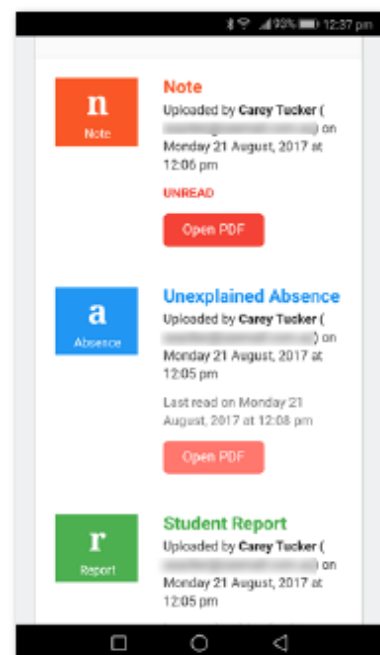 93% 12:37 pm
n
Note
Note
Uploaded by Carey Tucker (
) on
Monday 21 August, 2017 at
12:06 pm
UNREAD
Open PDF
a
Absence
Unexplained Absence
Uploaded by Carey Tucker (
) on
Monday 21 August, 2017 at
12:05 pm
Last read on Monday 21
August, 2017 at 12:08 pm
Open PDF
r
Report
Student Report
Uploaded by Carey Tucker (
) on
Monday 21 August, 2017 at
12:05 pm